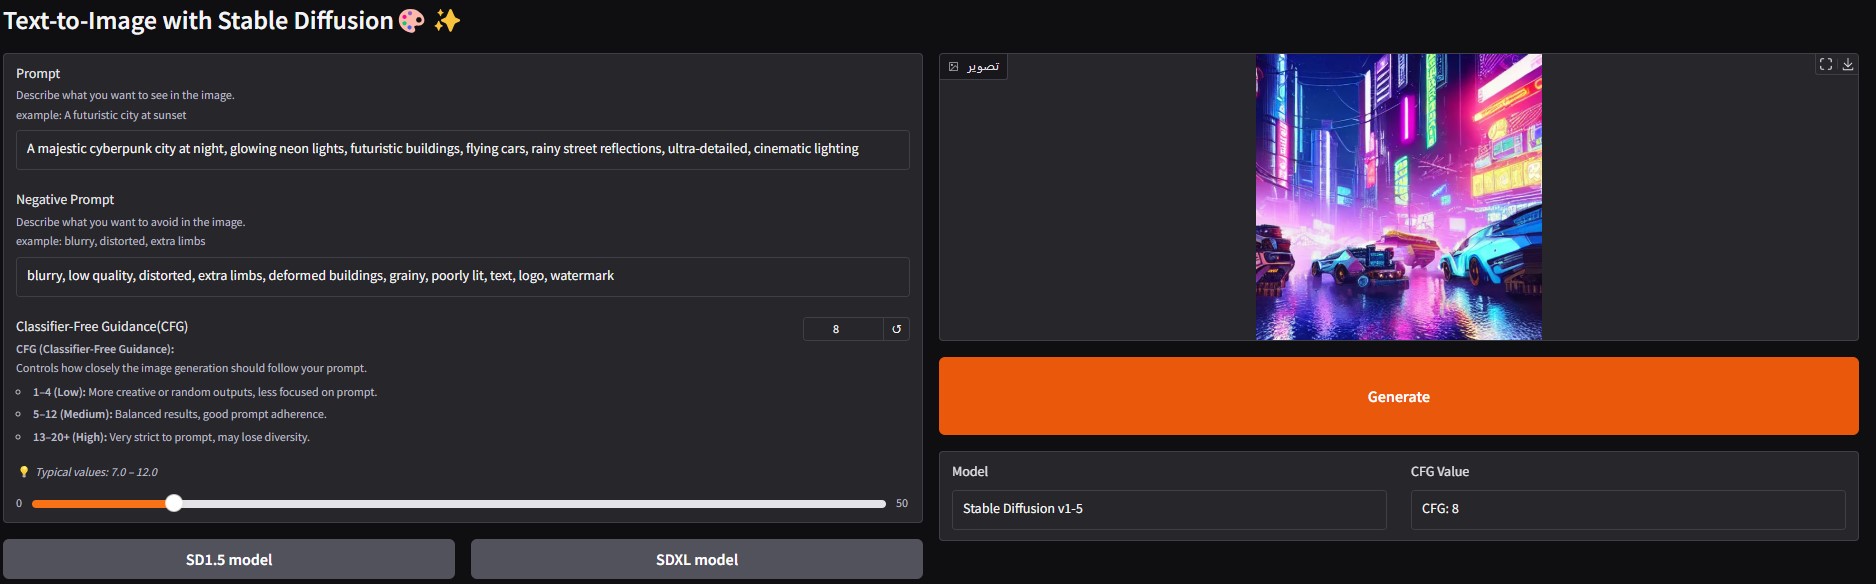 Text-to-Image with Stable Diffusion🎨 ✨
Prompt
Describe what you want to see in the image.
example: A futuristic city at sunset
A majestic cyberpunk city at night, glowing neon lights, futuristic buildings, flying cars, rainy street reflections, ultra-detailed, cinematic lighting
Negative Prompt
Describe what you want to avoid in the image.
example: blurry, distorted, extra limbs
blurry, low quality, distorted, extra limbs, deformed buildings, grainy, poorly lit, text, logo, watermark
Classifier-Free Guidance(CFG)
8
CFG (Classifier-Free Guidance):
Controls how closely the image generation should follow your prompt.
1–4 (Low): More creative or random outputs, less focused on prompt.
5–12 (Medium): Balanced results, good prompt adherence.
13–20+ (High): Very strict to prompt, may lose diversity.
💡 Typical values: 7.0 – 12.0
0
50
SD1.5 model
SDXL model
تصویر
Generate
Model
CFG Value
Stable Diffusion v1-5
CFG: 8